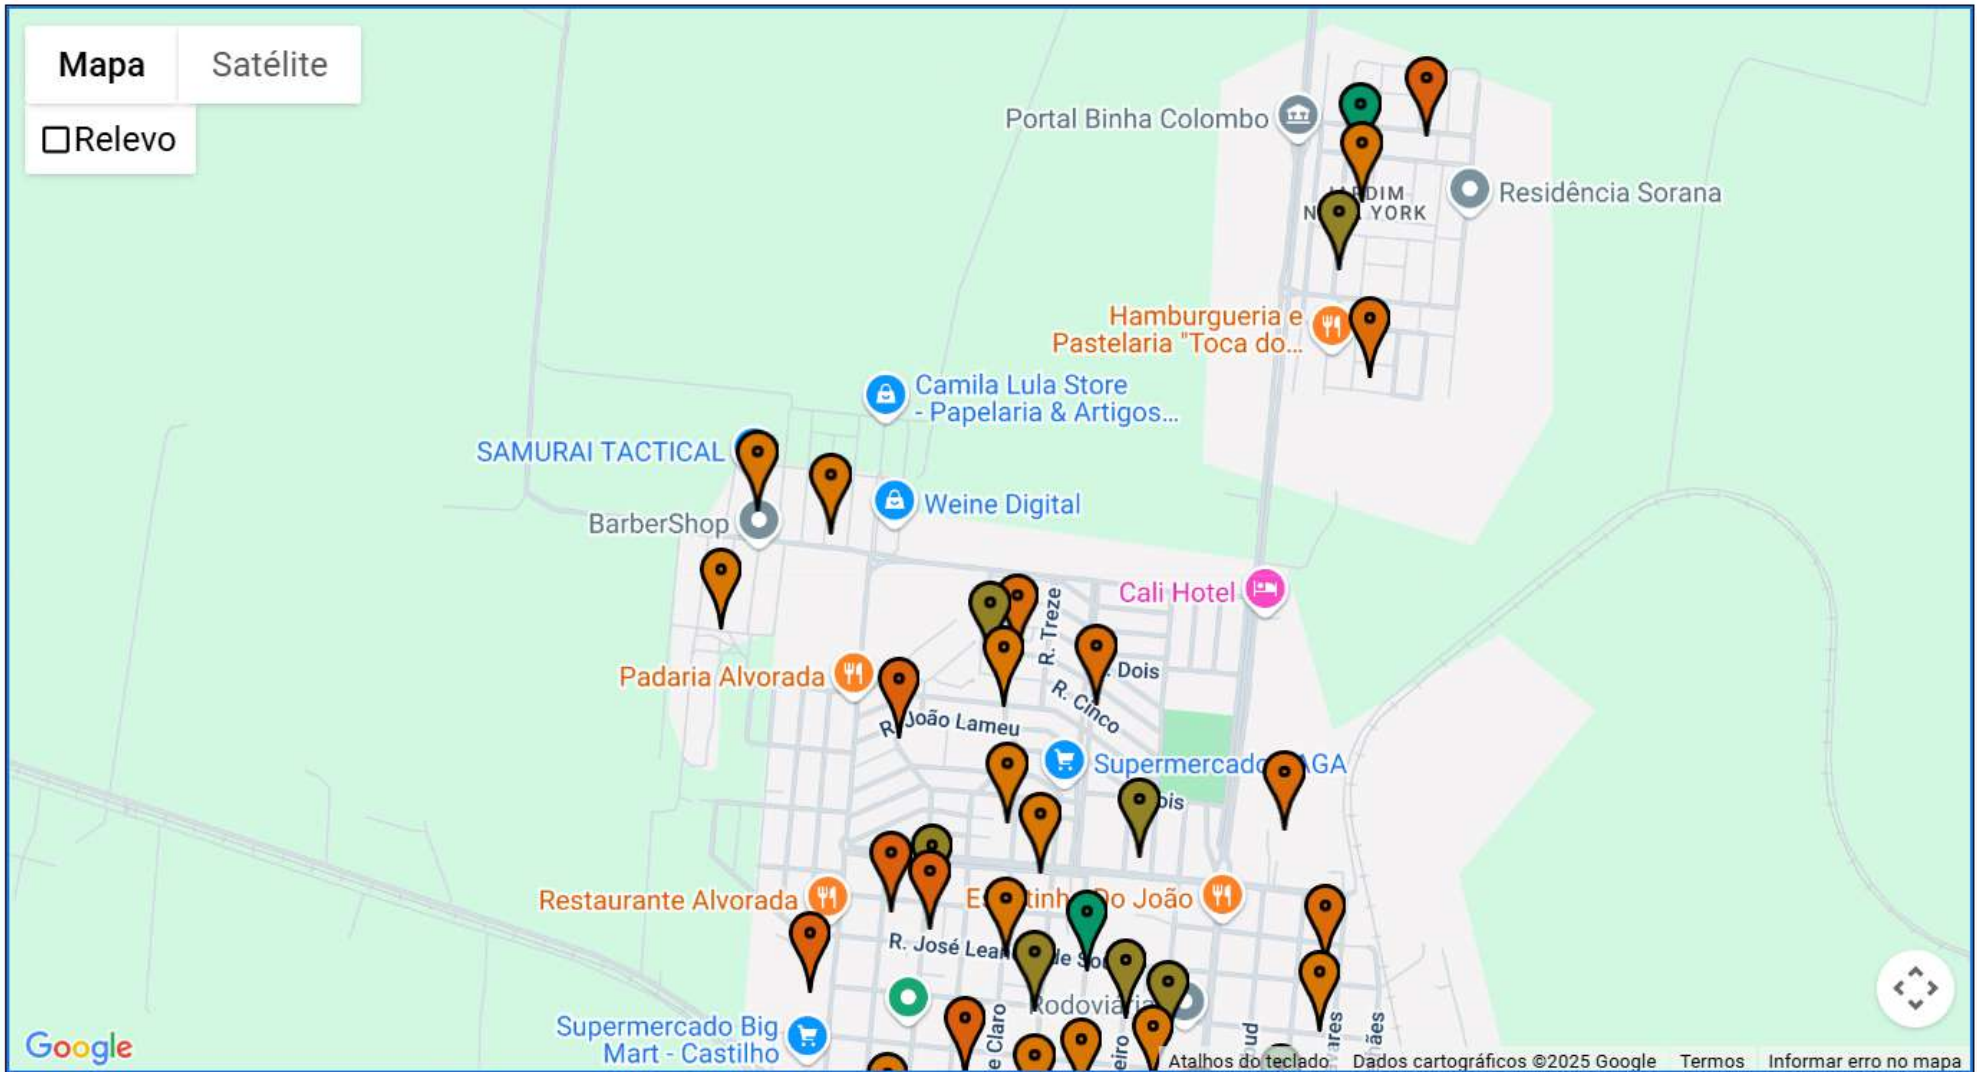 Mapa
Satélite
Relevo
Portal Binha Colombo
YORK
Residência Sorana
Hamburgueria e
Pastelaria "Toca do...
Camila Lula Store
- Papelaria & Artigos...
SAMURAI TACTICAL
Weine Digital
BarberShop
Cali Hotel
R. Treze
Dois
R. Cinco
Padaria Alvorada
R. João Lameu
Supermercado
Restaurante Alvorada
Do João
R. José
Rodoviária
Supermercado Big
Mart - Castilho
e Claro
Google
Atalhos do teclado
Dados cartográficos ©2025 Google
Termos
Informar erro no mapa